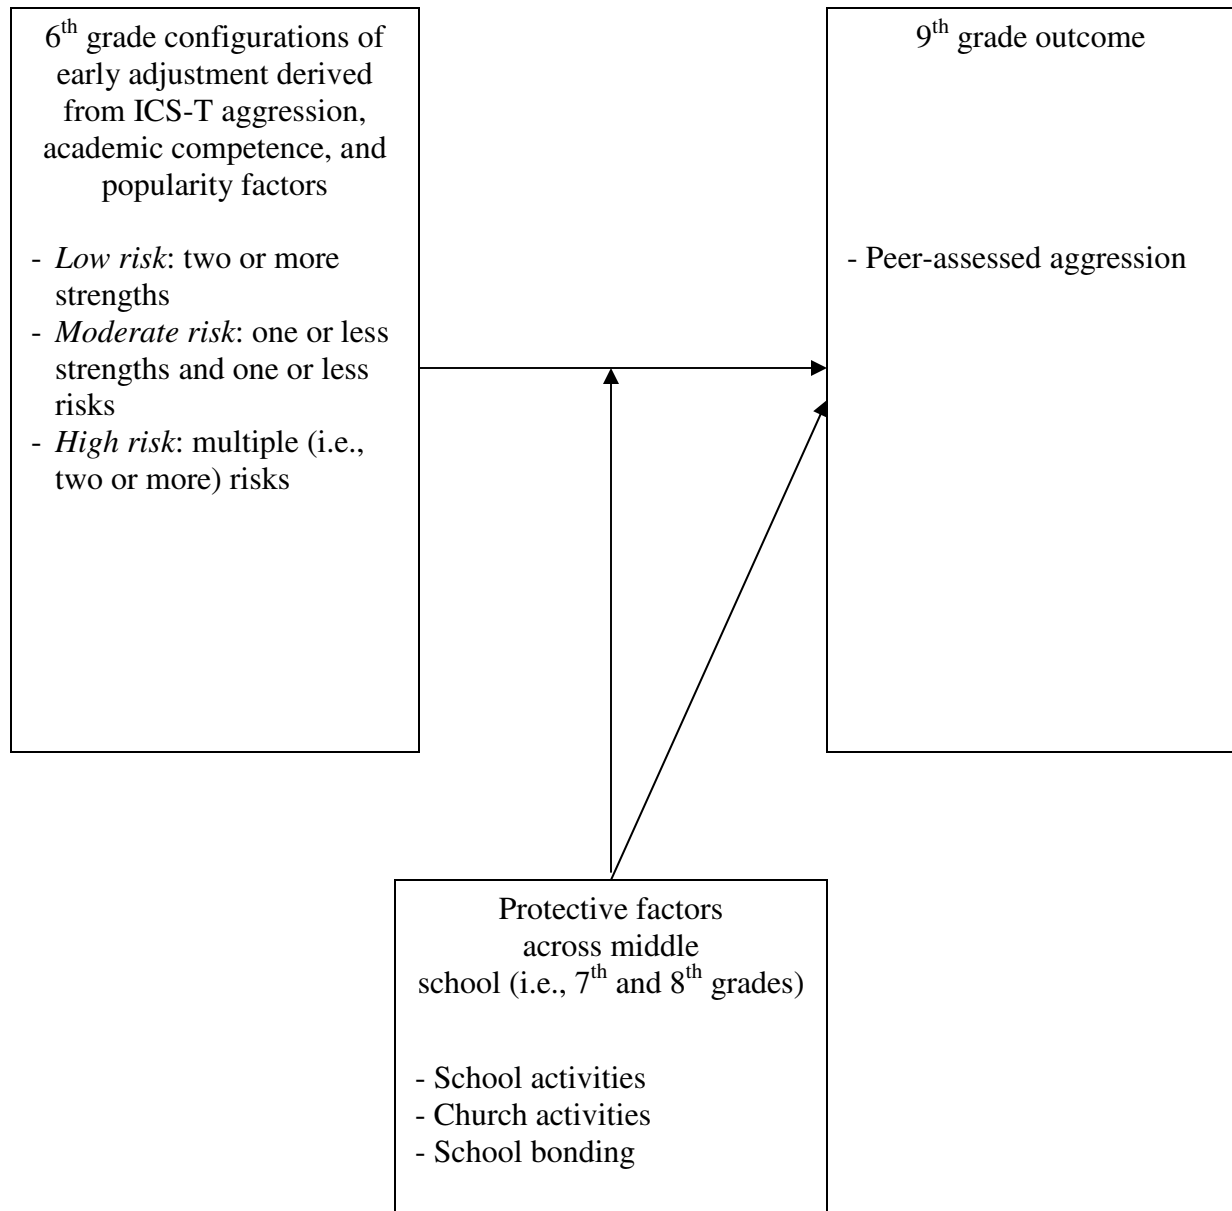 6th grade configurations of
early adjustment derived
from ICS-T aggression,
academic competence, and
popularity factors
- Low risk: two or more
strengths
- Moderate risk: one or less
strengths and one or less
risks
- High risk: multiple (i.e.,
two or more) risks
9th grade outcome
- Peer-assessed aggression
Protective factors
across middle
school (i.e., 7th and 8th grades)
- School activities
- Church activities
- School bonding